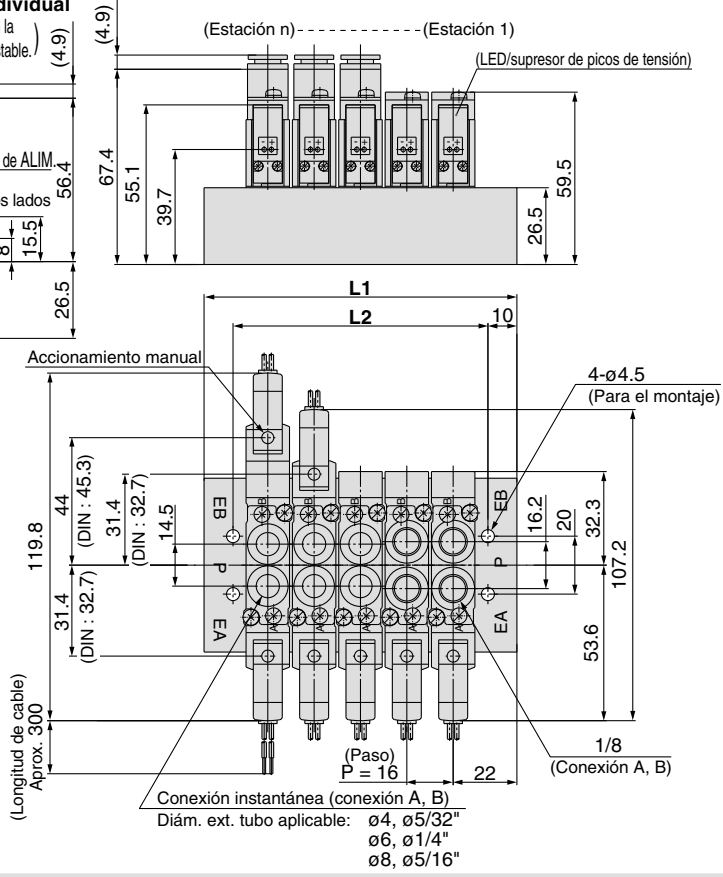 dividual
la
stable.)
(4.9)
(4.9)
(Estación n)
(Estación 1)
(LED/supresor de picos de tensión)
de ALIM.
os lados
56.4
15.5
8
26.5
67.4
55.1
39.7
59.5
26.5
L1
L2
10
Accionamiento manual
4-ø4.5
(Para el montaje)
119.8
44
(DIN : 45.3)
31.4
(DIN : 32.7)
14.5
31.4
(DIN : 32.7)
EB
P
EA
B
B
B
B
B
A
A
A
A
A
EB
P
EA
16.2
20
32.3
107.2
53.6
(Longitud de cable)
Aprox. 300
(Paso)
P = 16
22
1/8
(Conexión A, B)
Conexión instantánea (conexión A, B)
Diám. ext. tubo aplicable: ø4, ø5/32"
ø6, ø1/4"
ø8, ø5/16"